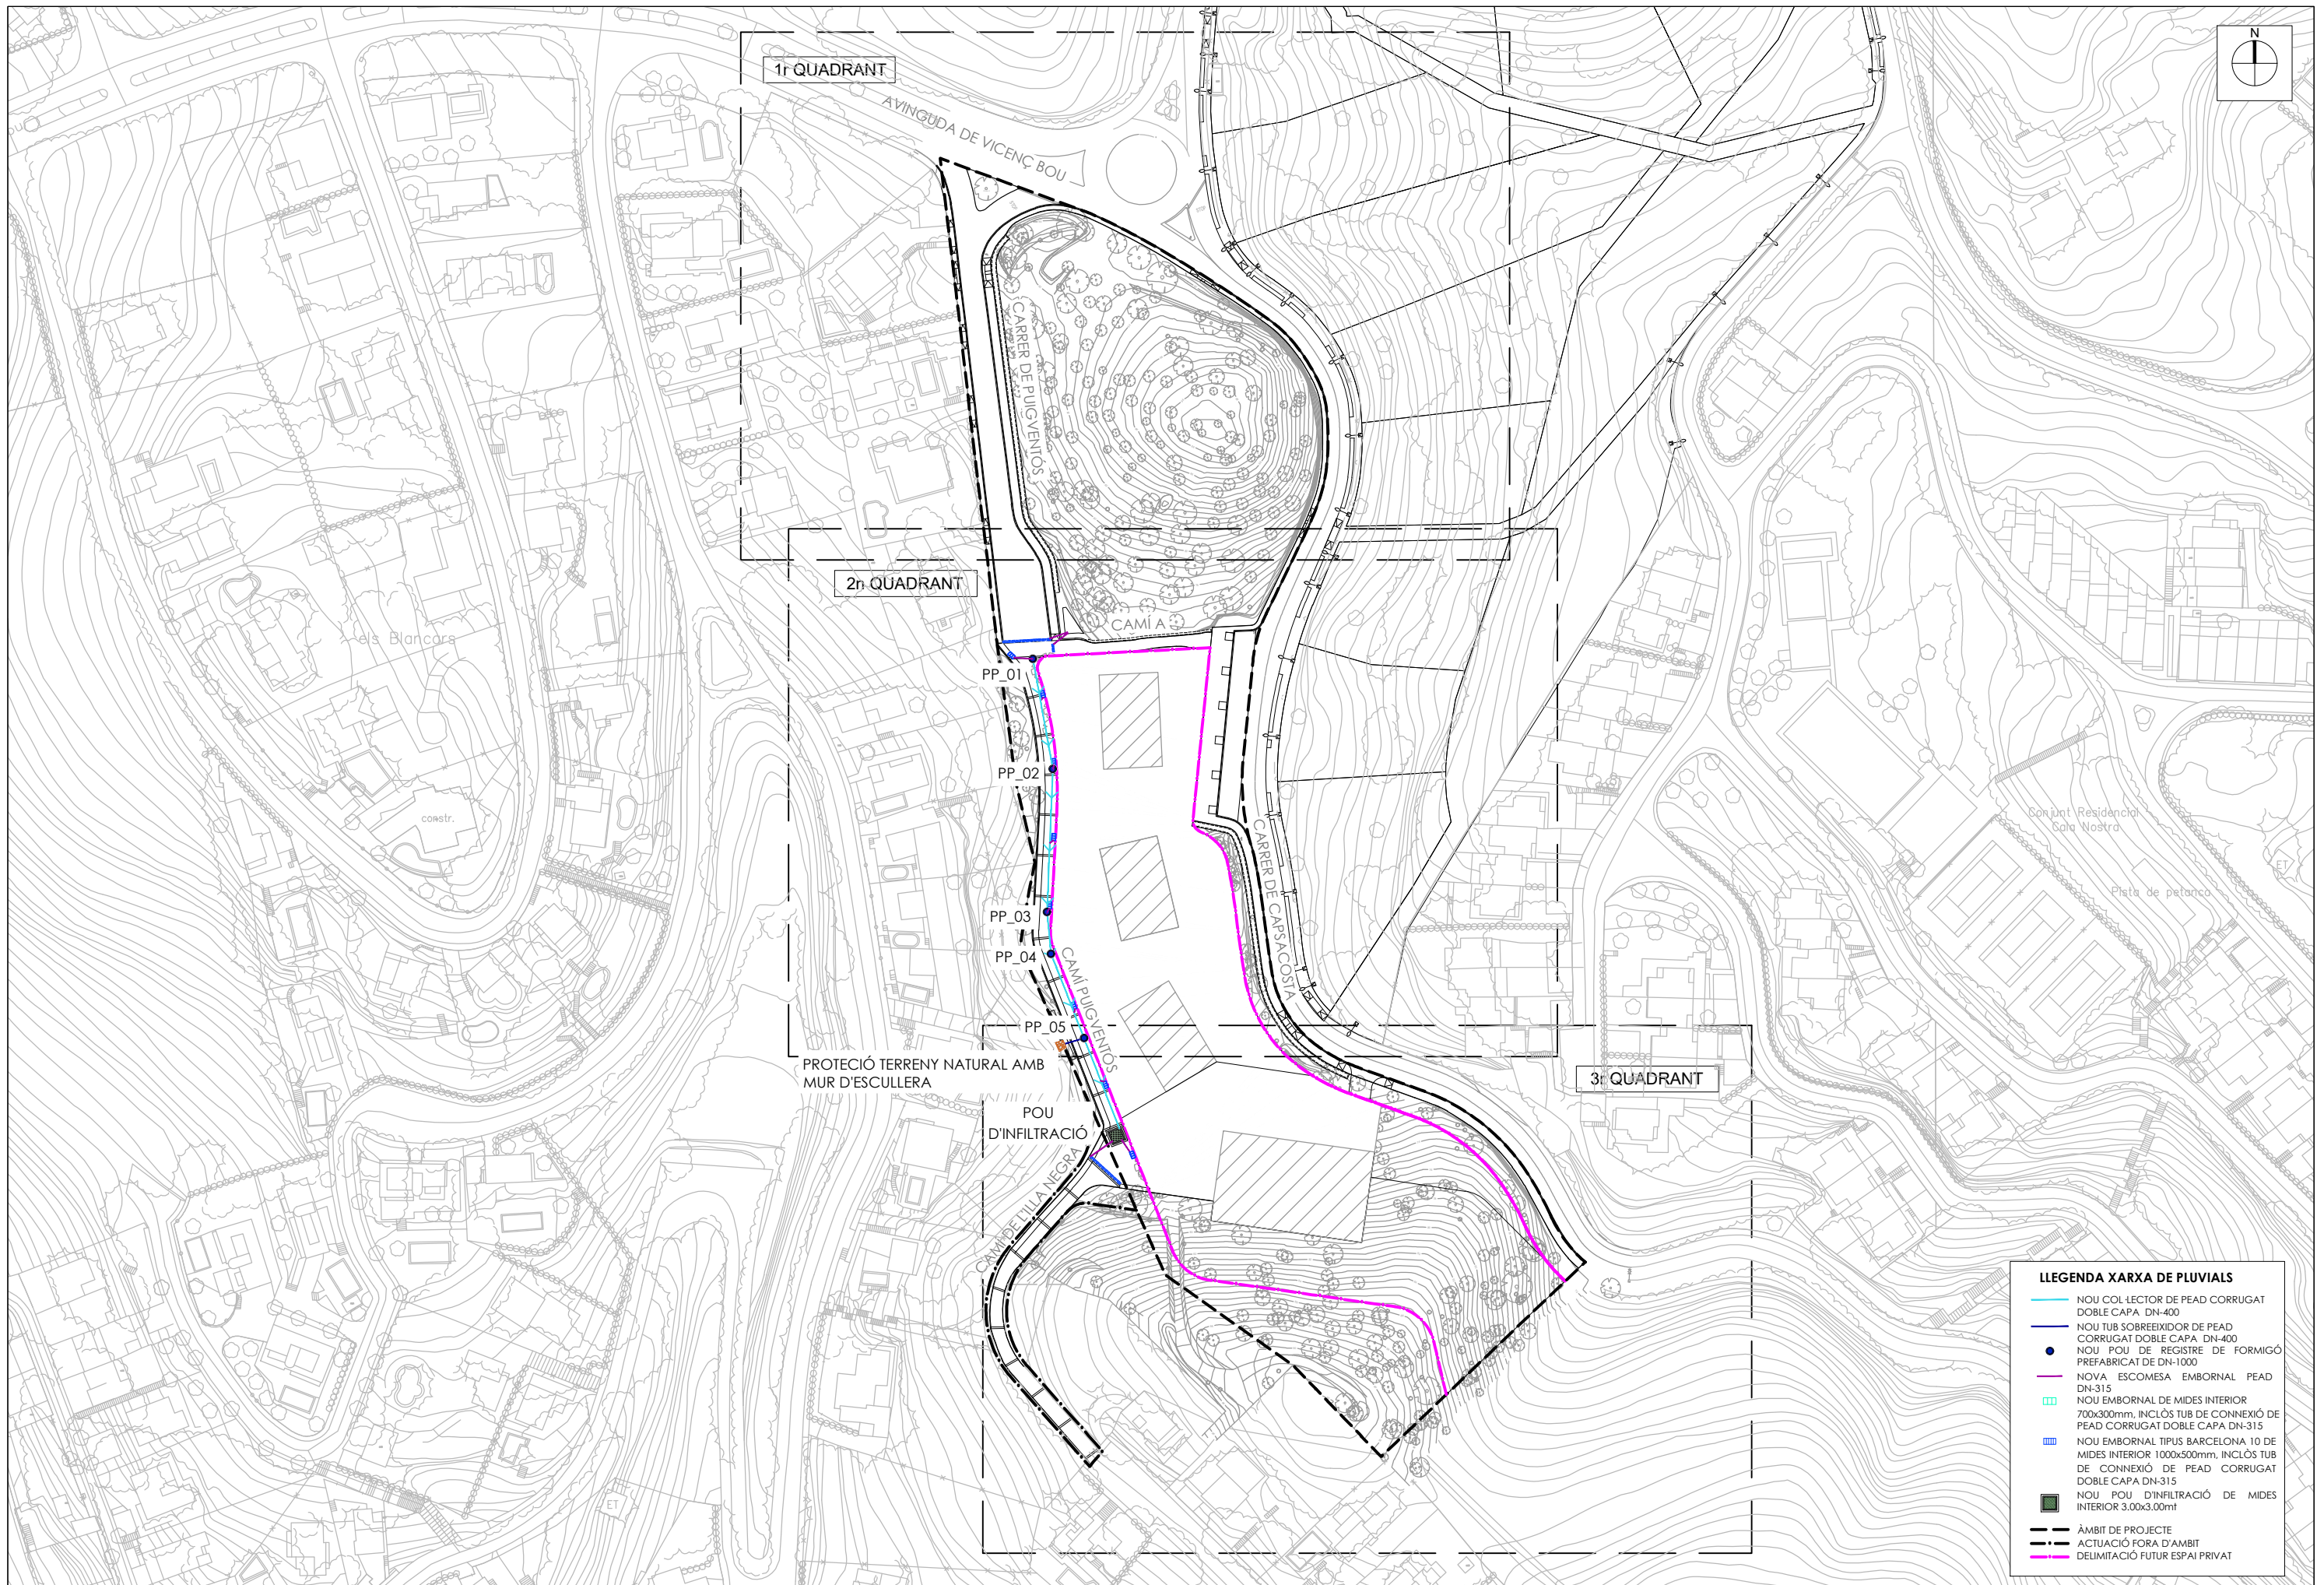 1r QUADRANT
N
AVINGUDA DE VICENÇ BOU
CARRER DE PUIGVENTÓS
2n QUADRANT
CAMÍ A
els Blancars
PP_01
PP_02
constr.
Conjunt Residencial
Cala Nostra
ET
CARRER DE CAPSACOSTA
Pista de petanca
PP_03
PP_04
CAMÍ PUIGVENTÓS
PP_05
PROTECIÓ TERRENY NATURAL AMB
MUR D'ESCULLERA
3r QUADRANT
POU
D'INFILTRACIÓ
CAMÍ DE VILLA NEGRA
ET
LLEGENDA XARXA DE PLUVIALS
NOU COL·LECTOR DE PEAD CORRUGAT
DOBLE CAPA DN-400
NOU TUB SOBREEIXIDOR DE PEAD
CORRUGAT DOBLE CAPA DN-400
NOU POU DE REGISTRE DE FORMIGÓ
PREFABRICAT DE DN-1000
NOVA ESCOMESA EMBORNAL PEAD
DN-315
NOU EMBORNAL DE MIDES INTERIOR
700x300mm, INCLÒS TUB DE CONNEXIÓ DE
PEAD CORRUGAT DOBLE CAPA DN-315
NOU EMBORNAL TIPUS BARCELONA 10 DE
MIDES INTERIOR 1000x500mm, INCLÒS TUB
DE CONNEXIÓ DE PEAD CORRUGAT
DOBLE CAPA DN-315
NOU POU D'INFILTRACIÓ DE MIDES
INTERIOR 3,00x3,00mt
ÀMBIT DE PROJECTE
ACTUACIÓ FORA D'AMBIT
DELIMITACIÓ FUTUR ESPAI PRIVAT